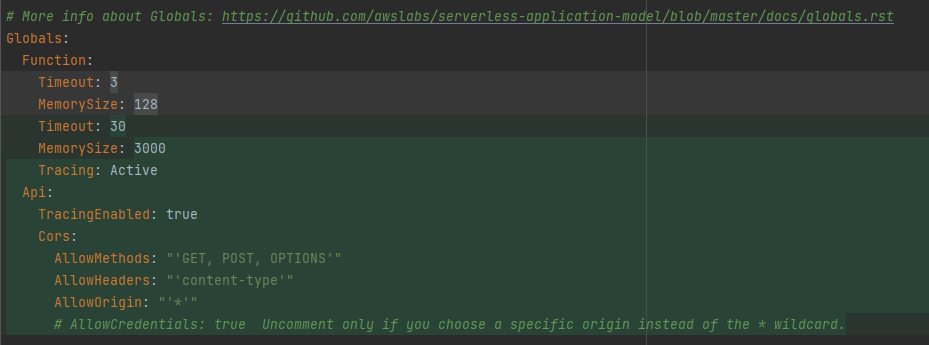 # More info about Globals: https://github.com/awslabs/serverless-application-model/blob/master/docs/globals.rst
Globals:
  Function:
    Timeout: 3
    MemorySize: 128
    Timeout: 30
    MemorySize: 3000
    Tracing: Active
  Api:
    TracingEnabled: true
    Cors:
      AllowMethods: "'GET, POST, OPTIONS'"
      AllowHeaders: "'content-type'"
      AllowOrigin: "'*'"
      # AllowCredentials: true  Uncomment only if you choose a specific origin instead of the * wildcard.